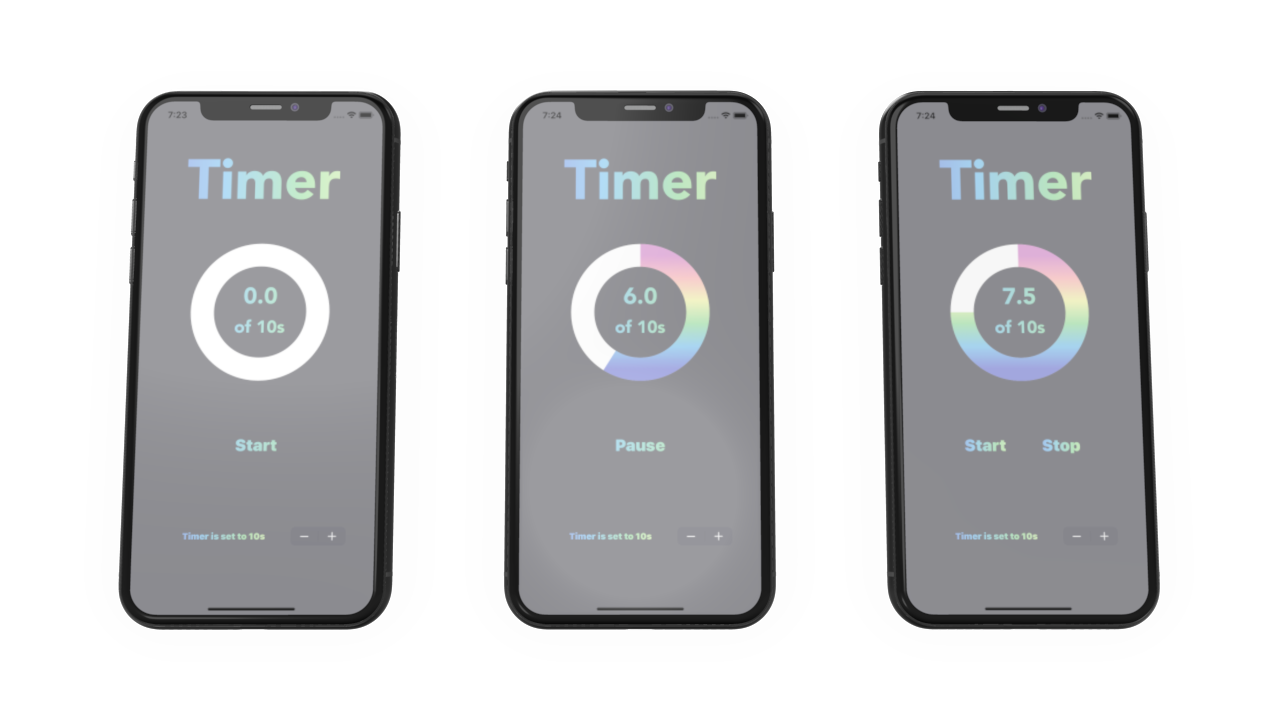 7:23
Timer
0.0
of 10s
Start
Timer is set to 10s
− +
7:24
Timer
6.0
of 10s
Pause
Timer is set to 10s
− +
7:24
Timer
7.5
of 10s
Start Stop
Timer is set to 10s
− +